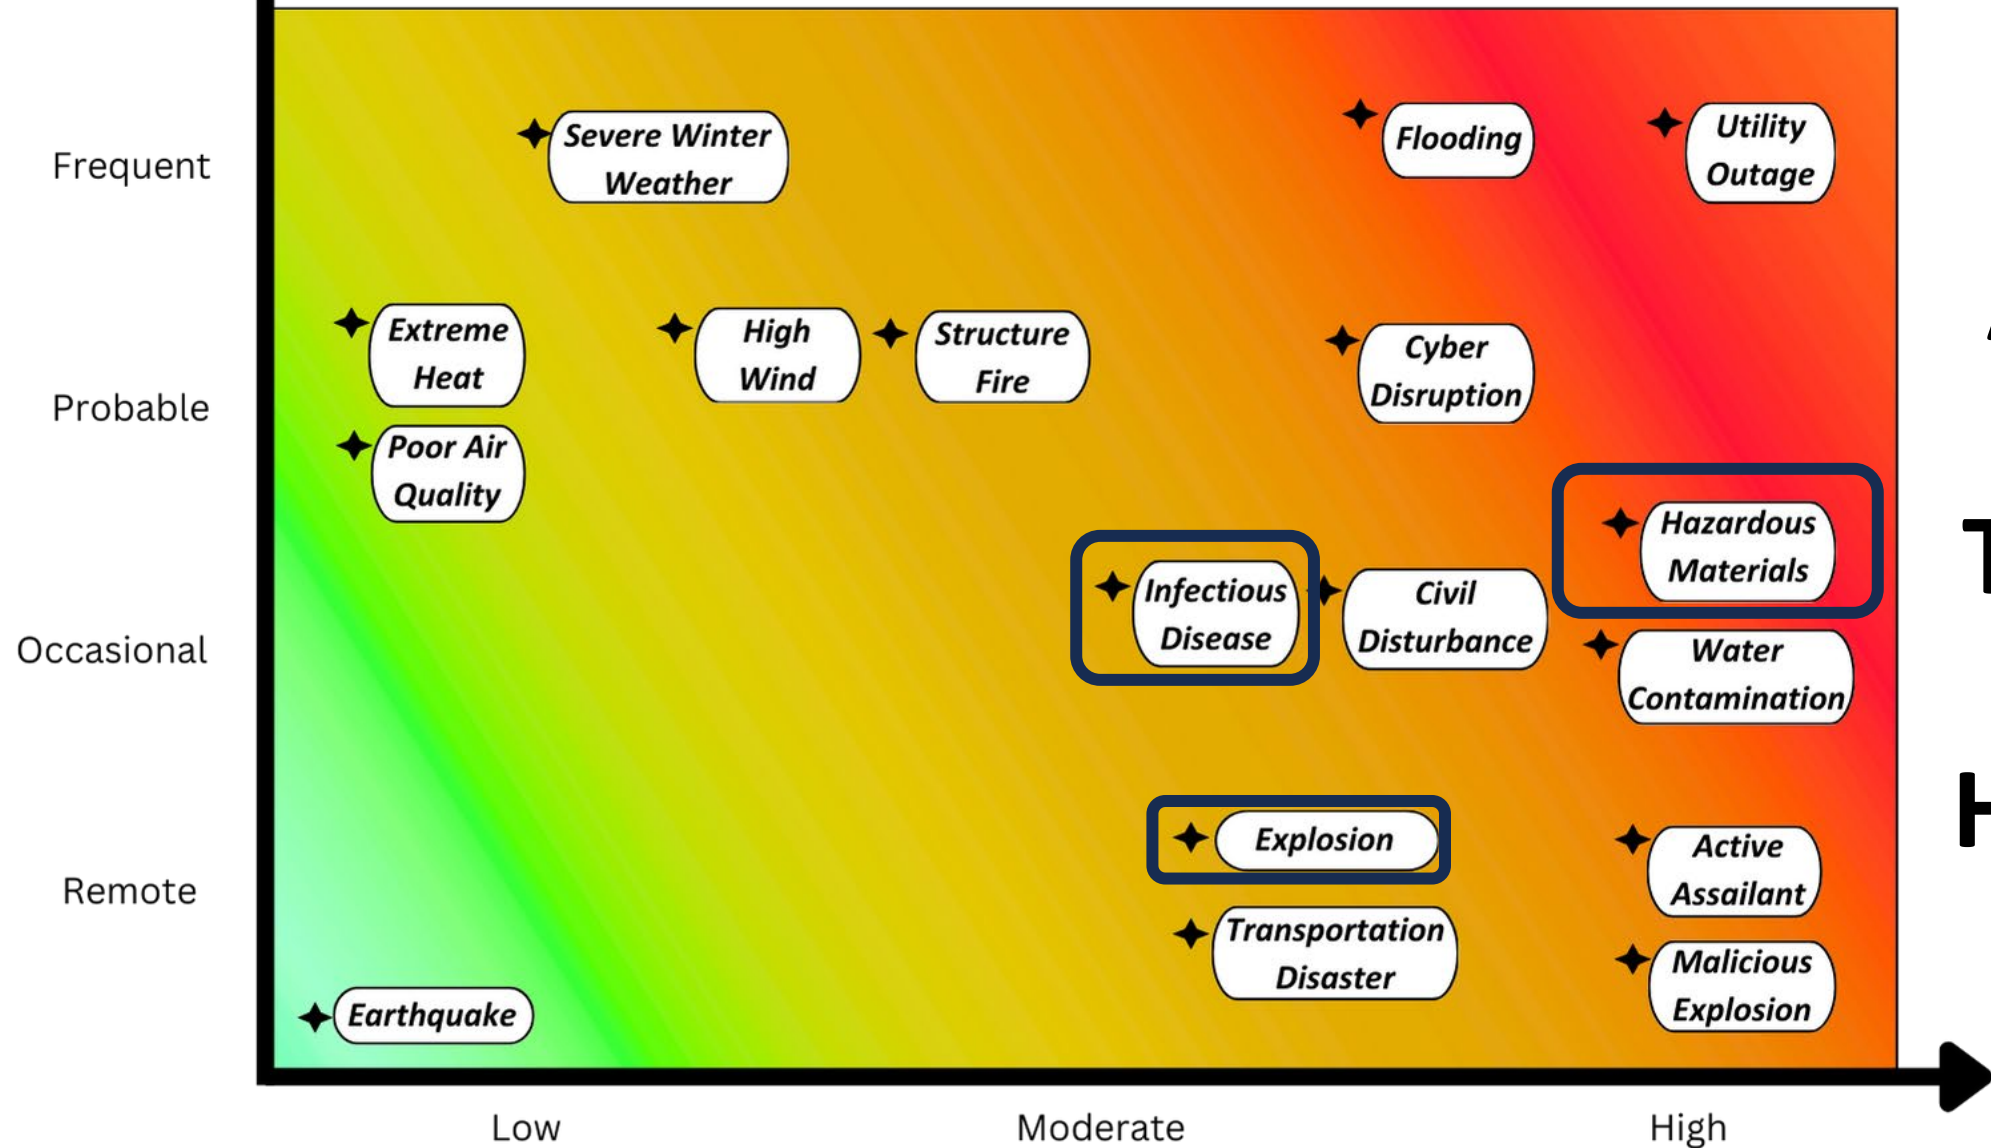 Frequent
Severe Winter
Weather
Flooding
Utility
Outage
Probable
Extreme
Heat
High
Wind
Structure
Fire
Cyber
Disruption
Poor Air
Quality
Occasional
Infectious
Disease
Civil
Disturbance
Hazardous
Materials
Water
Contamination
Remote
Explosion
Active
Assailant
Transportation
Disaster
Malicious
Explosion
Earthquake
Low
Moderate
High
T
H